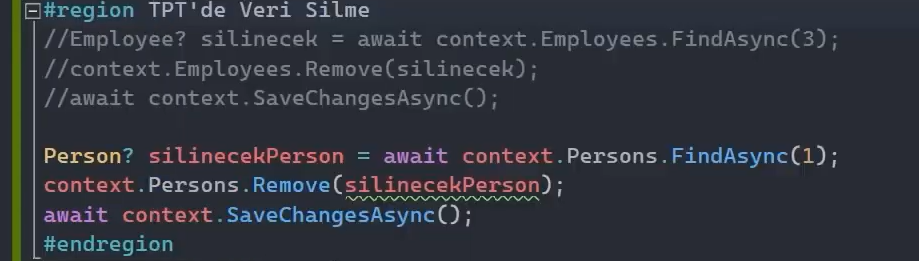 #region TPT'de Veri Silme
//Employee? silinecek = await context.Employees.FindAsync(3);
//context.Employees.Remove(silinecek);
//await context.SaveChangesAsync();
Person? silinecekPerson = await context.Persons.FindAsync(1);
context.Persons.Remove(silinecekPerson);
await context.SaveChangesAsync();
#endregion